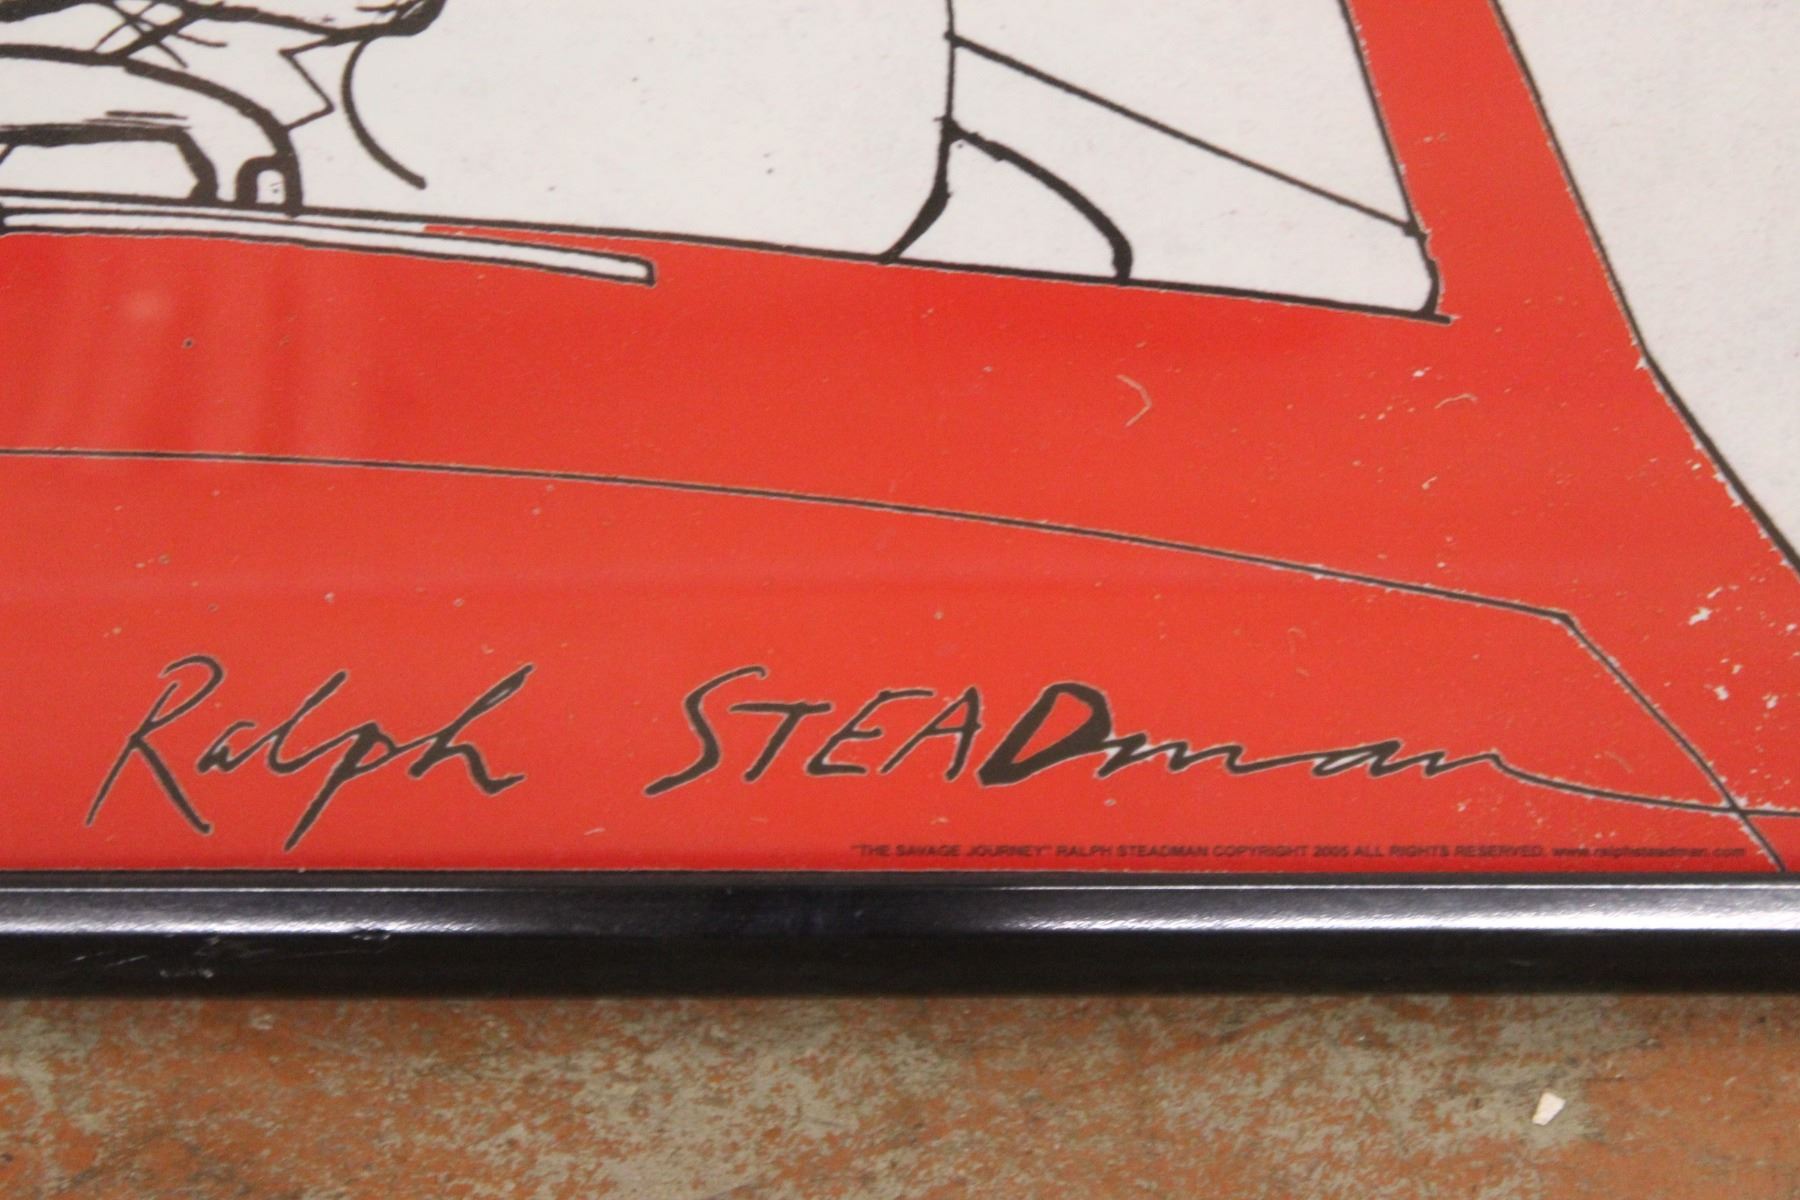 Ralph STEADman
"THE SAVAGE JOURNEY" RALPH STEADMAN COPYRIGHT 2005 ALL RIGHTS RESERVED. www.ralphsteadman.com